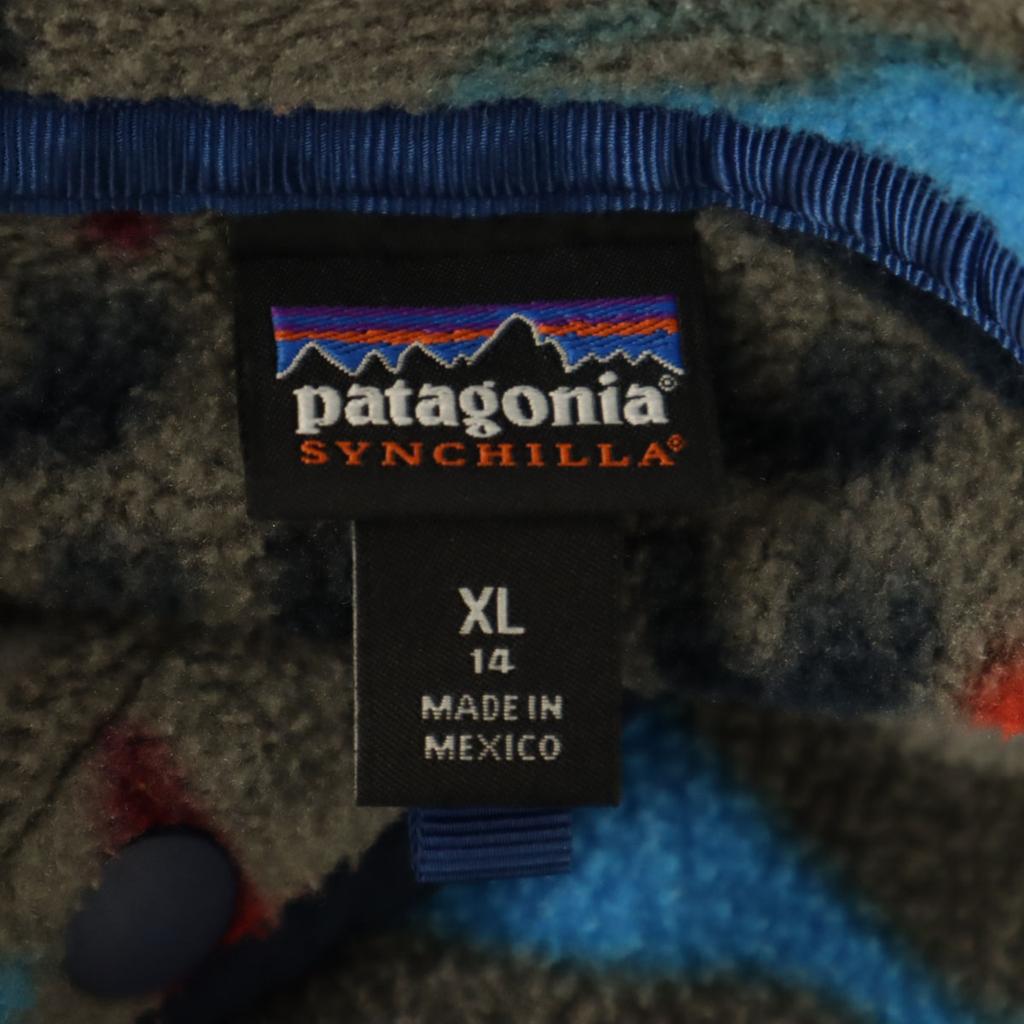 patagonia®
SYNCHILLA®
XL
14
MADE IN
MEXICO